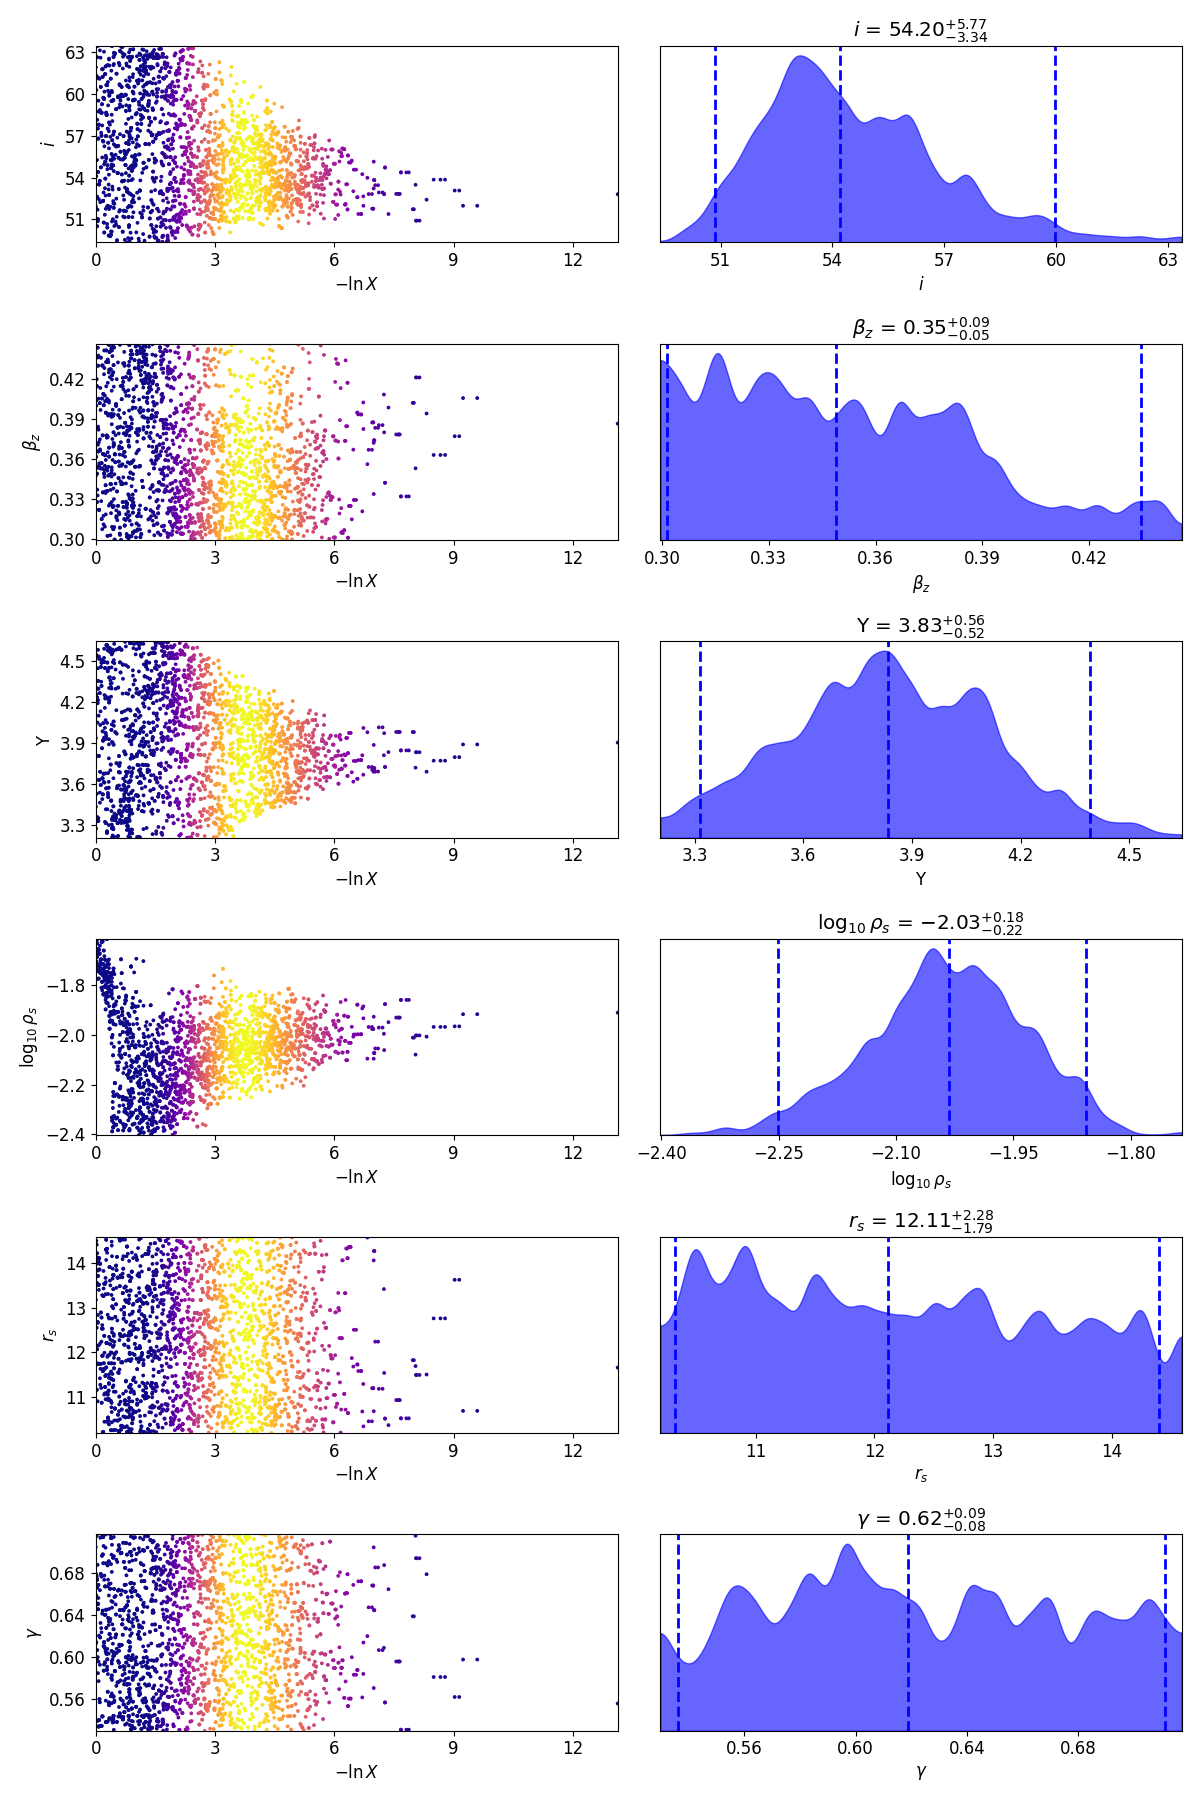 i = 54.20+5.77−3.34
63
60
57
54
51
i
0 3 6 9 12
−ln X
51 54 57 60 63
i
βz = 0.35+0.09−0.05
0.42
0.39
0.36
0.33
0.30
βz
0 3 6 9 12
−ln X
0.30 0.33 0.36 0.39 0.42
βz
Y = 3.83+0.56−0.52
4.5
4.2
3.9
3.6
3.3
Y
0 3 6 9 12
−ln X
3.3 3.6 3.9 4.2 4.5
Y
log10 ρs = −2.03+0.18−0.22
−1.8
−2.0
−2.2
−2.4
log10 ρs
0 3 6 9 12
−ln X
−2.40 −2.25 −2.10 −1.95 −1.80
log10 ρs
rs = 12.11+2.28−1.79
14
13
12
11
rs
0 3 6 9 12
−ln X
11 12 13 14
rs
γ = 0.62+0.09−0.08
0.68
0.64
0.60
0.56
γ
0 3 6 9 12
−ln X
0.56 0.60 0.64 0.68
γ